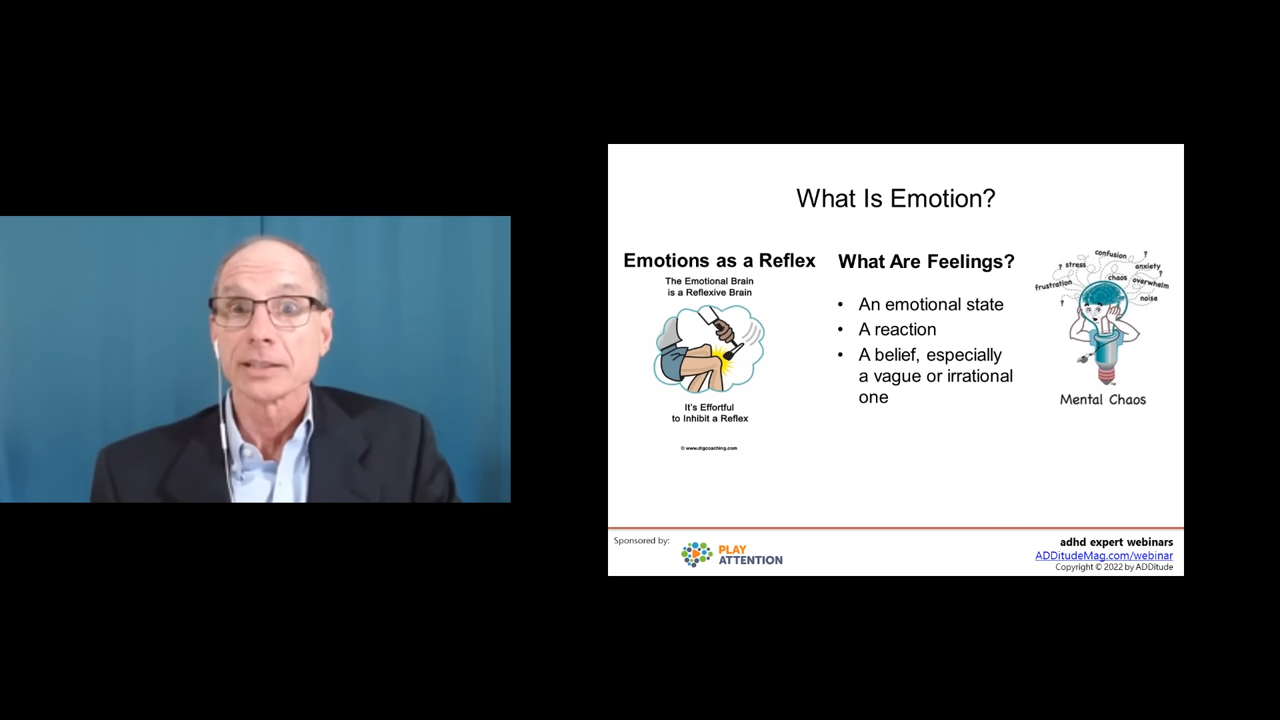 What Is Emotion?
Emotions as a Reflex
The Emotional Brain
is a Reflexive Brain
It's Effortful
to Inhibit a Reflex
© www.digcoaching.com
What Are Feelings?
• An emotional state
• A reaction
• A belief, especially
a vague or irrational
one
confusion
?
stress
?
anxiety
?
chaos
overwhelm
frustration
noise
?
Mental Chaos
Sponsored by:
PLAY
ATTENTION
adhd expert webinars
ADDitudeMag.com/webinar
Copyright © 2022 by ADDitude